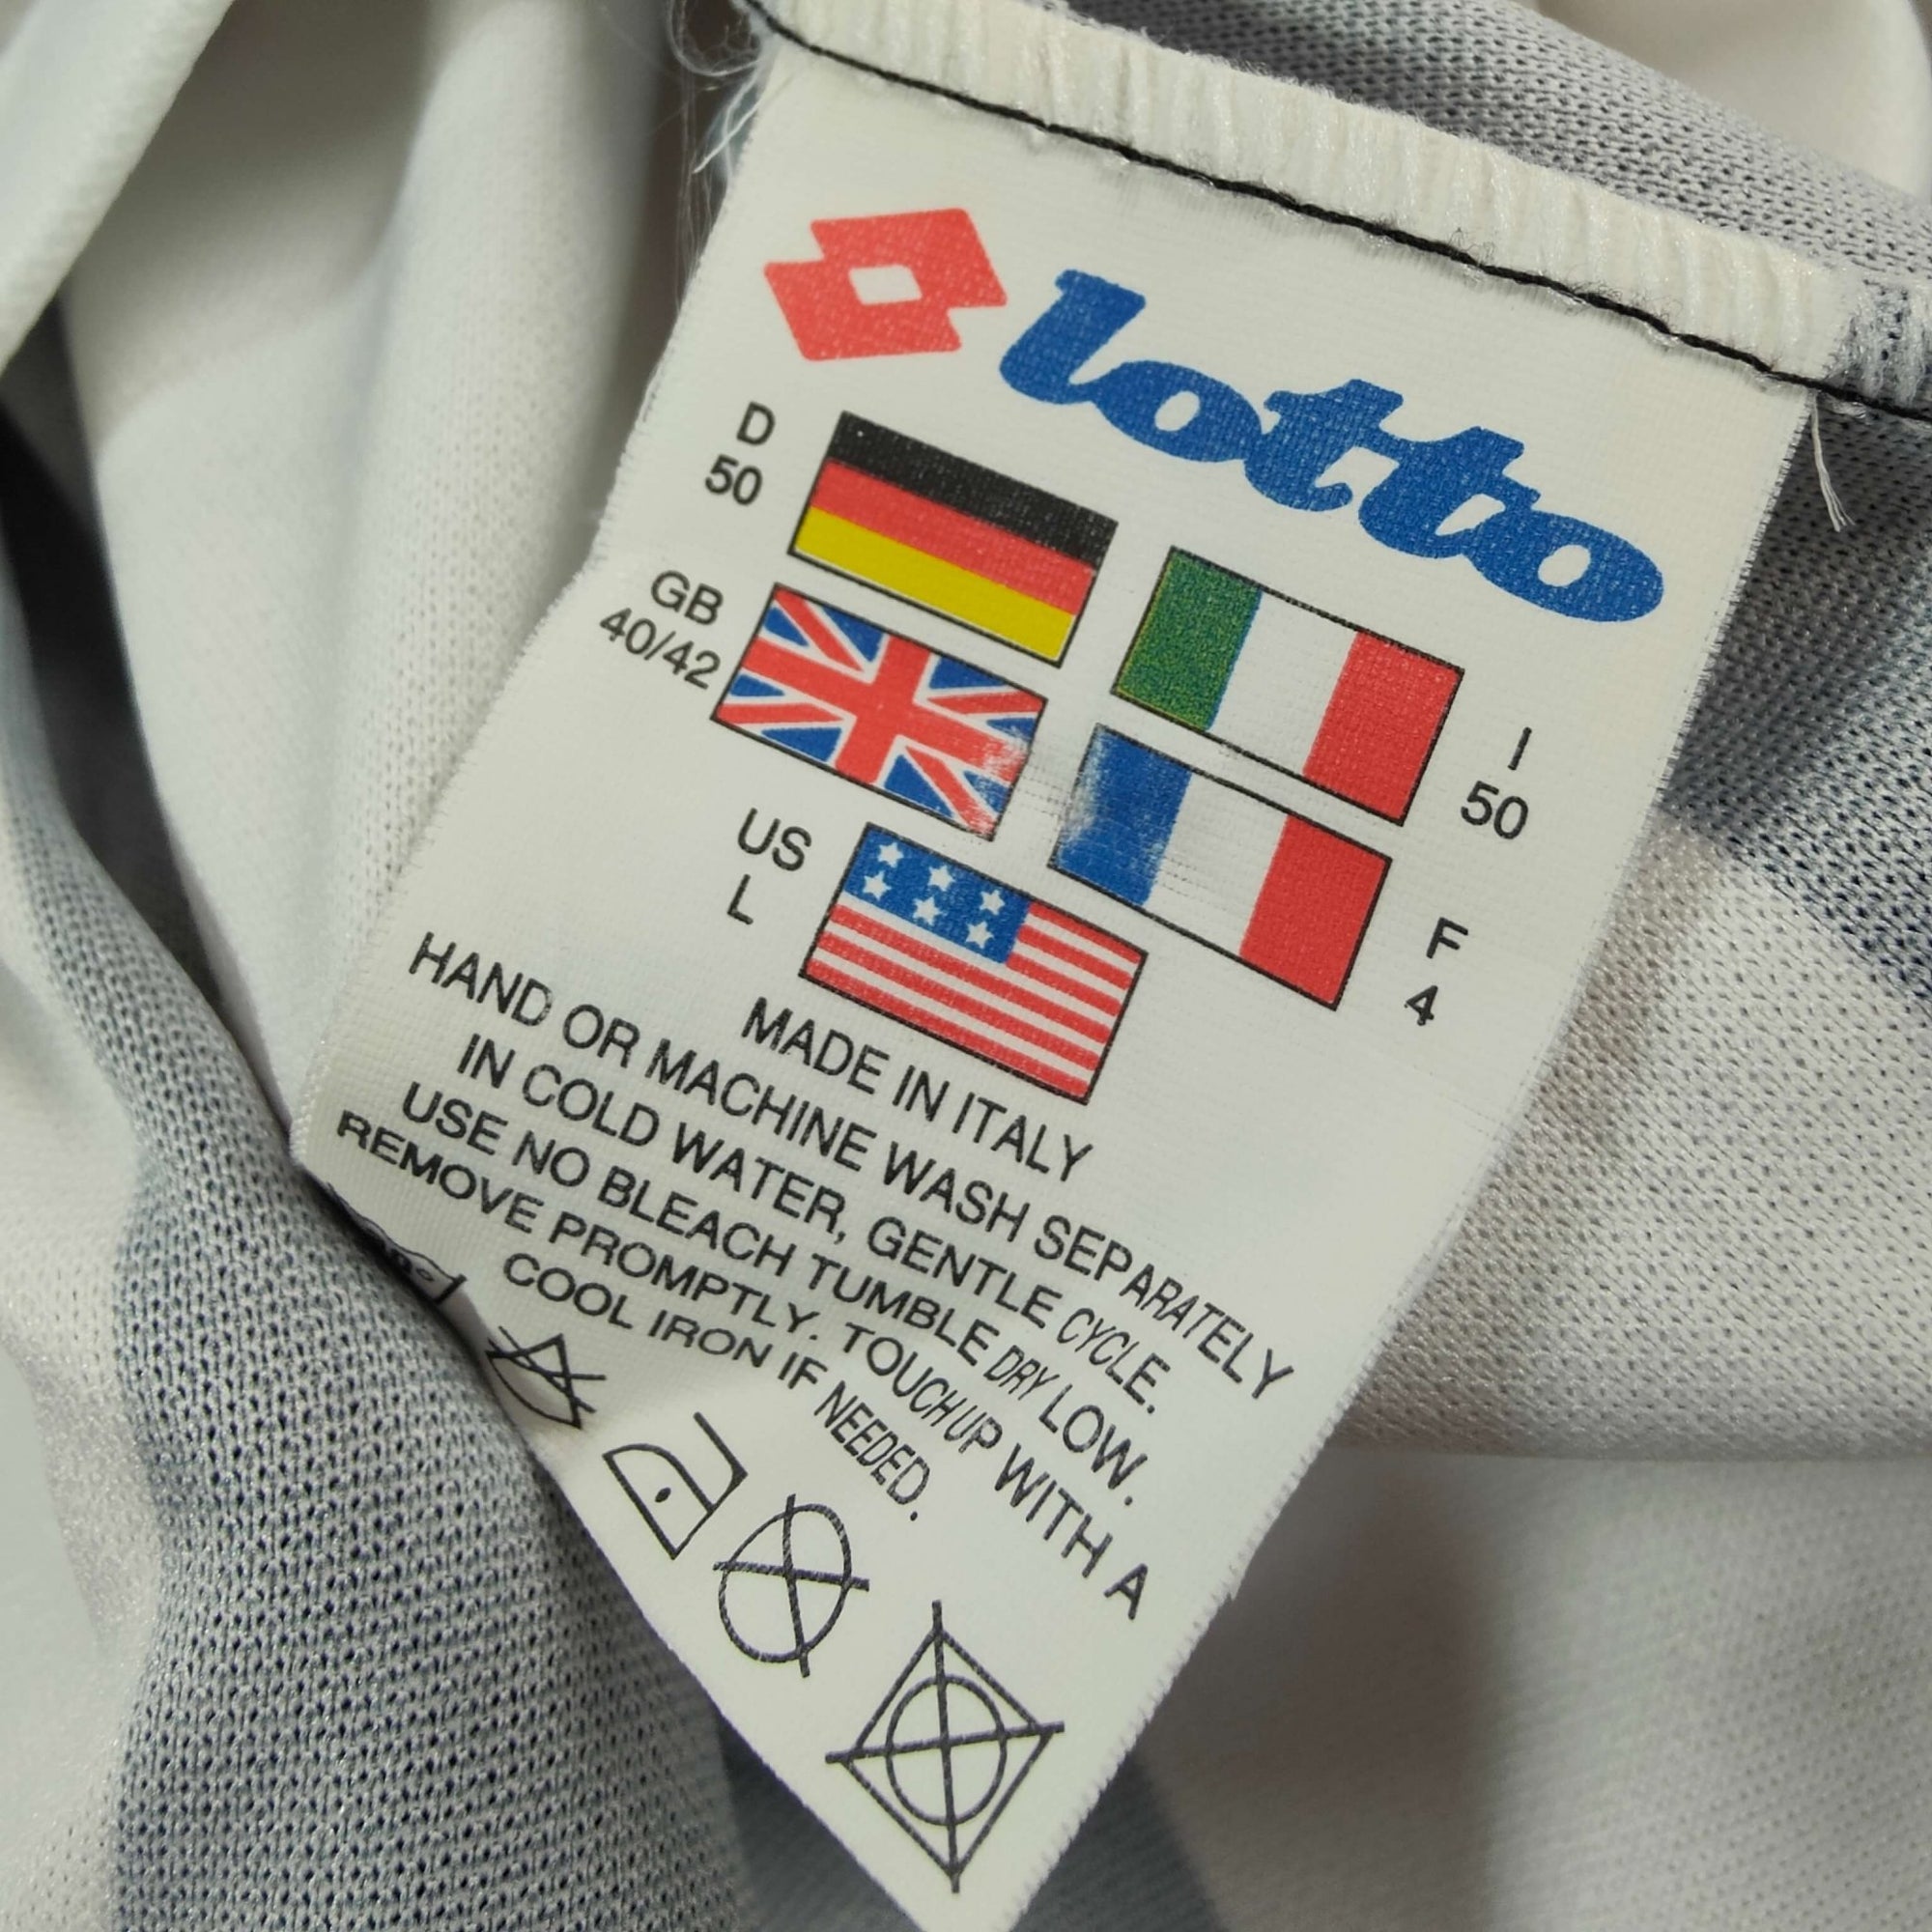 lotto
D
50
GB
40/42
US
L
I
50
F
4
MADE IN ITALY
HAND OR MACHINE WASH SEPARATELY
IN COLD WATER, GENTLE CYCLE.
USE NO BLEACH TUMBLE DRY LOW.
REMOVE PROMPTLY. TOUCHUP WITH A
COOL IRON IF NEEDED.